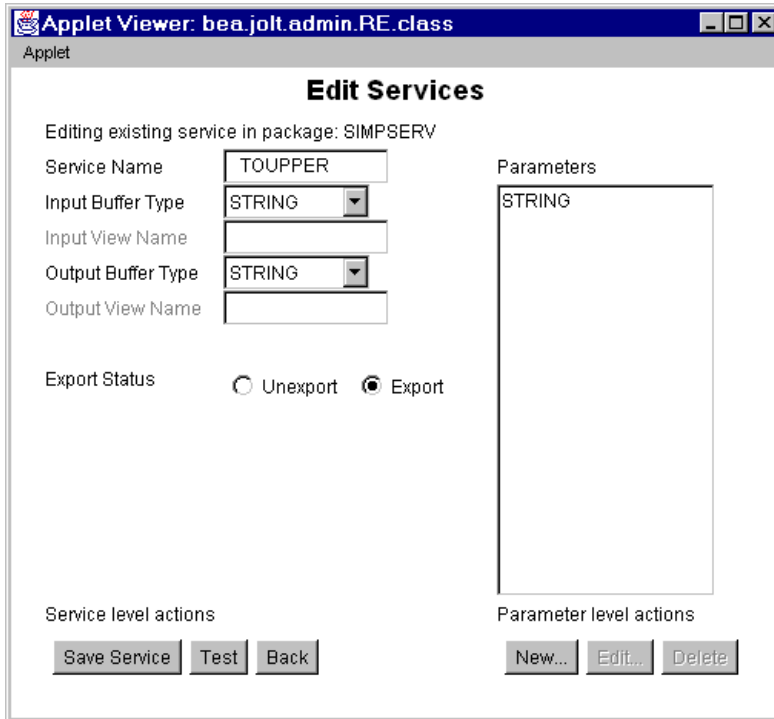 Applet Viewer: bea.jolt.admin.RE.class
Applet
Edit Services
Editing existing service in package: SIMPSERV
Service Name TOUPPER
Parameters
Input Buffer Type STRING
STRING
Input View Name
Output Buffer Type STRING
Output View Name
Export Status Unexport Export
Service level actions
Parameter level actions
Save Service Test Back
New... Edit... Delete